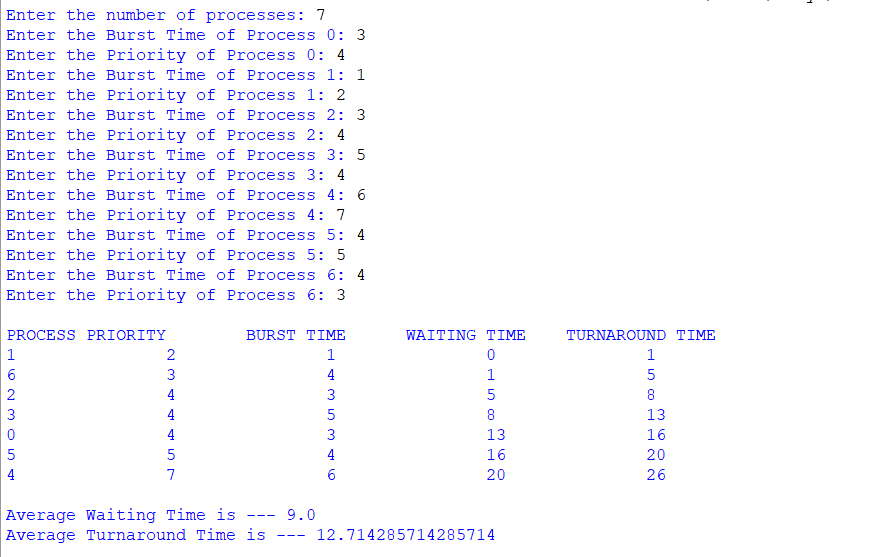 Enter the number of processes: 7
Enter the Burst Time of Process 0: 3
Enter the Priority of Process 0: 4
Enter the Burst Time of Process 1: 1
Enter the Priority of Process 1: 2
Enter the Burst Time of Process 2: 3
Enter the Priority of Process 2: 4
Enter the Burst Time of Process 3: 5
Enter the Priority of Process 3: 4
Enter the Burst Time of Process 4: 6
Enter the Priority of Process 4: 7
Enter the Burst Time of Process 5: 4
Enter the Priority of Process 5: 5
Enter the Burst Time of Process 6: 4
Enter the Priority of Process 6: 3
PROCESS PRIORITY BURST TIME WAITING TIME TURNAROUND TIME
1 2 1 0 1
6 3 4 1 5
2 4 3 5 8
3 4 5 8 13
0 4 3 13 16
5 5 4 16 20
4 7 6 20 26
Average Waiting Time is --- 9.0
Average Turnaround Time is --- 12.714285714285714